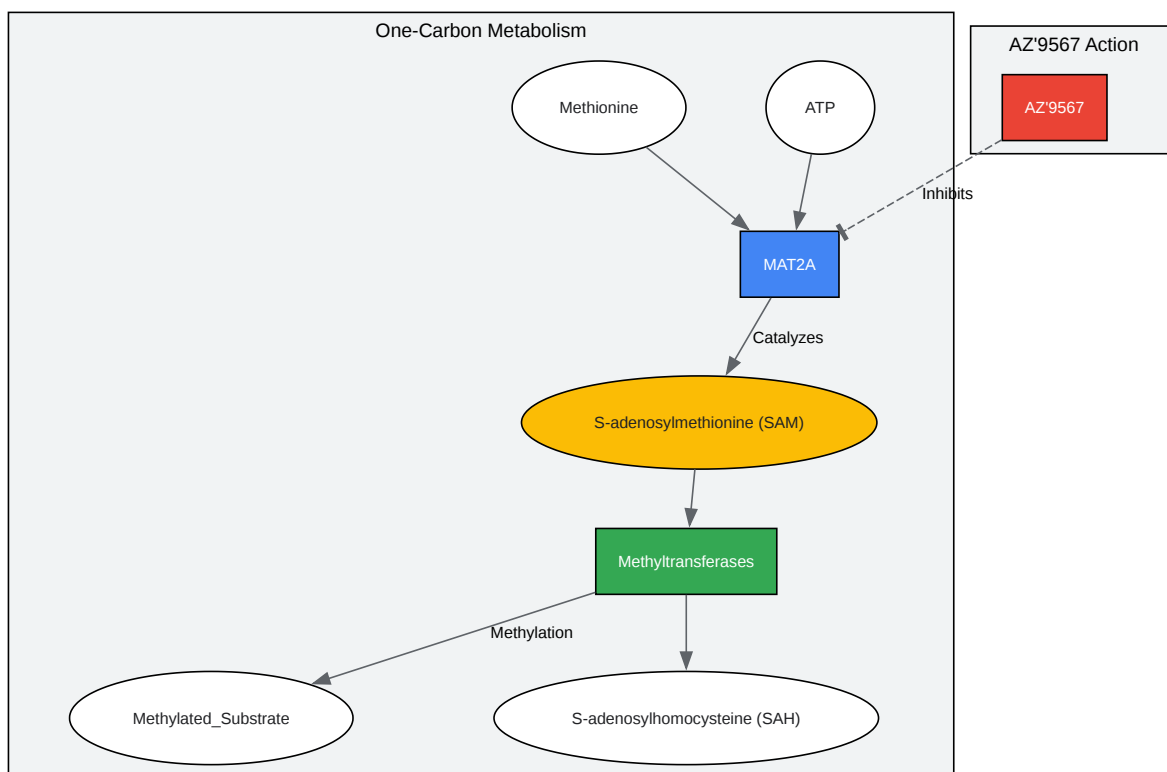 One-Carbon Metabolism
AZ'9567 Action
Methionine
ATP
AZ'9567
Inhibits
MAT2A
Catalyzes
S-adenosylmethionine (SAM)
Methyltransferases
Methylation
Methylated_Substrate
S-adenosylhomocysteine (SAH)